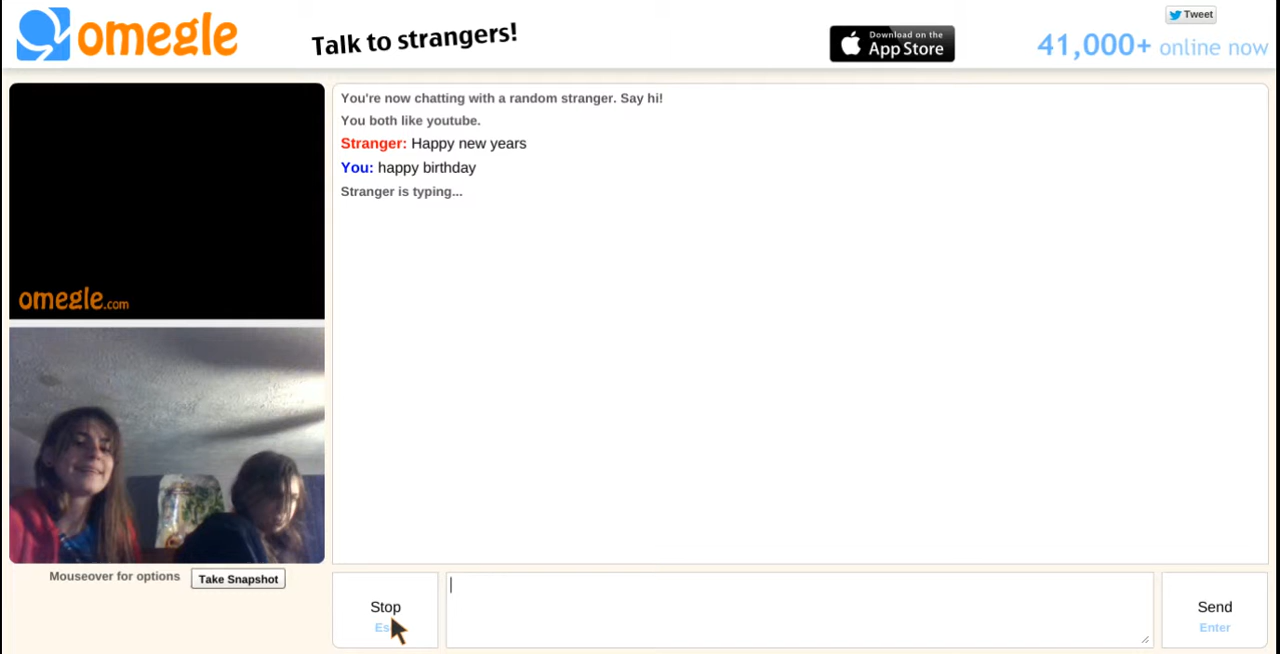 omegle
Talk to strangers!
Download on the
App Store
Tweet
41,000+ online now
You're now chatting with a random stranger. Say hi!
You both like youtube.
Stranger: Happy new years
You: happy birthday
Stranger is typing...
omegle.com
Mouseover for options
Take Snapshot
Stop
Send
Enter